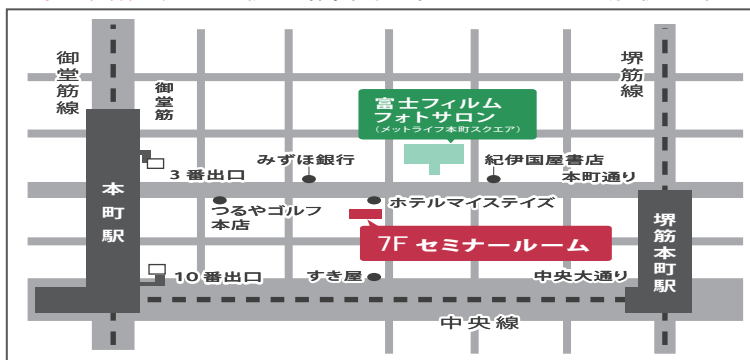 御堂筋線
御堂筋
堺筋線
富士フィルム
フォトサロン
(メットライフ本町スクエア)
みずほ銀行
紀伊国屋書店
3番出口
本町通り
本町駅
つるやゴルフ
本店
ホテルマイステイズ
堺筋本町駅
7F セミナールーム
10番出口
すき屋
中央大通り
中央線